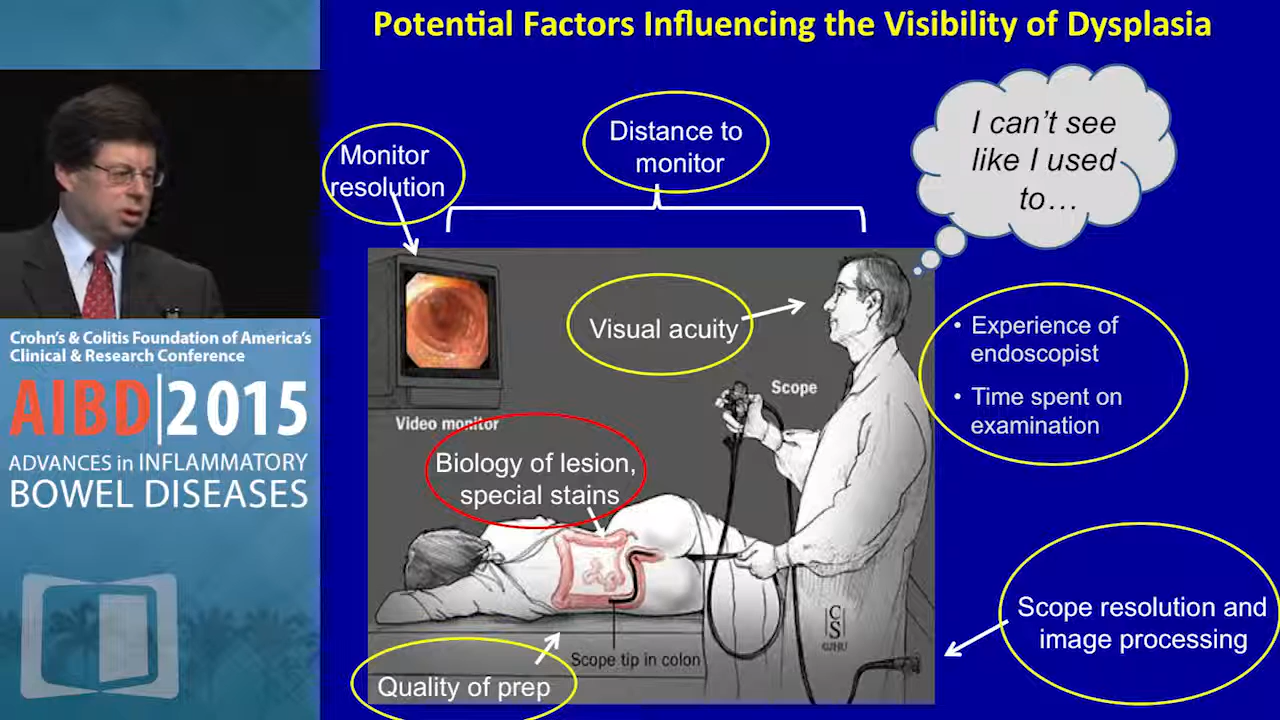 Potential Factors Influencing the Visibility of Dysplasia
Monitor
resolution
Distance to
monitor
I can't see
like I used
to...
Visual acuity
• Experience of
endoscopist
• Time spent on
examination
Scope
Video monitor
Biology of lesion,
special stains
Scope resolution and
image processing
Scope tip in colon
Quality of prep
CS
©JHU
Crohn's & Colitis Foundation of America's
Clinical & Research Conference
AIBD|2015
ADVANCES in INFLAMMATORY
BOWEL DISEASES